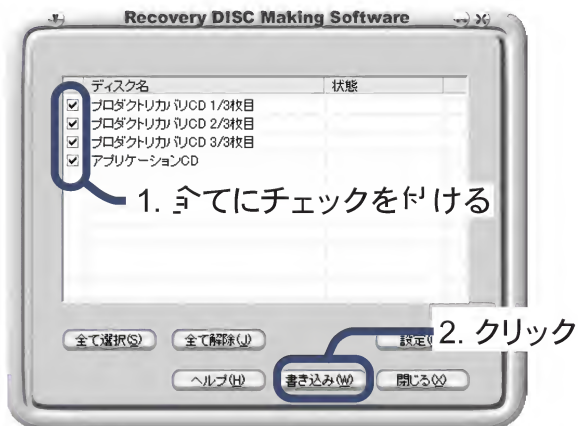 Recovery DISC Making Software
ディスク名 状態
プロダクトリカバリCD 1/3枚目
プロダクトリカバリCD 2/3枚目
プロダクトリカバリCD 3/3枚目
アプリケーションCD
1. 全てにチェックを付ける
全て選択(S) 全て解除(U) 設定
2. クリック
ヘルプ(H) 書き込み(W) 閉じる(X)